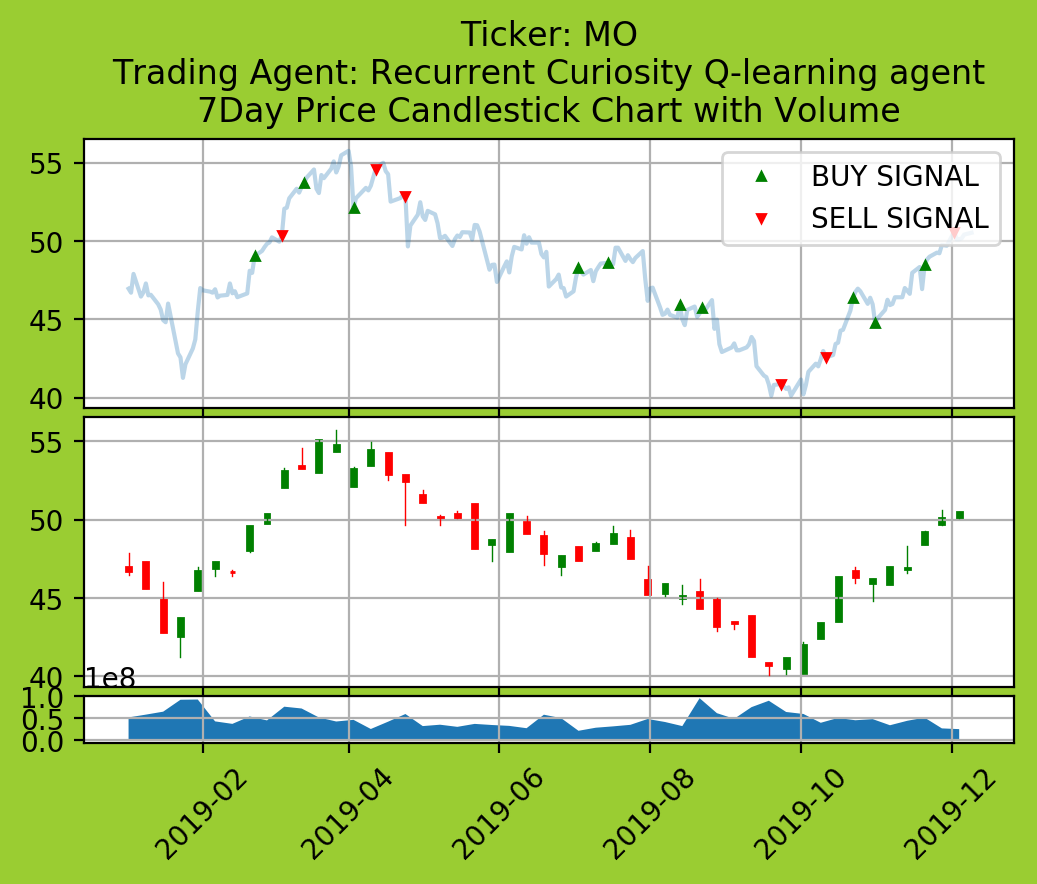 Ticker: MO
Trading Agent: Recurrent Curiosity Q-learning agent
7Day Price Candlestick Chart with Volume
BUY SIGNAL
SELL SIGNAL
55
50
45
40
55
50
45
40
1e8
1.0
0.5
0.0
2019-02
2019-04
2019-06
2019-08
2019-10
2019-12